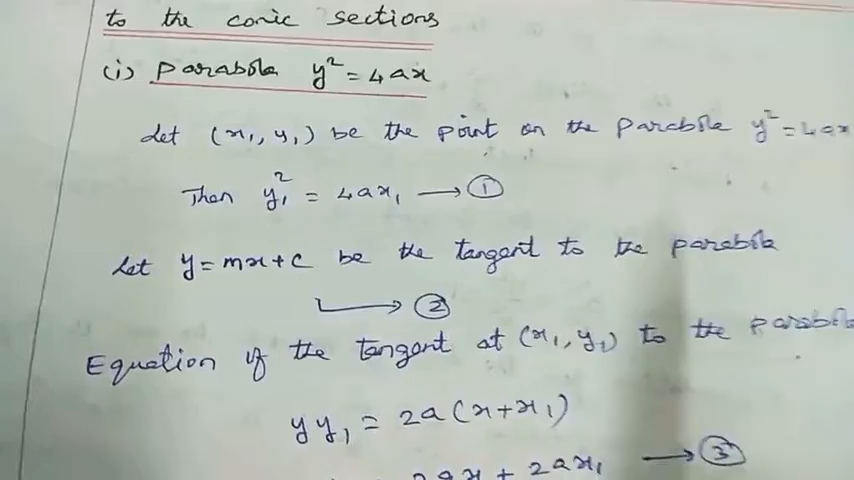 to the conic sections
(i) Parabola y² = 4ax
Let (x₁, y₁) be the point on the parabola y² = 4ax
Then y₁² = 4ax₁ → ①
Let y = mx + c be the tangent to the parabola
→ ②
Equation of the tangent at (x₁, y₁) to the parabola
yy₁ = 2a(x + x₁)
2ax + 2ax₁ → ③